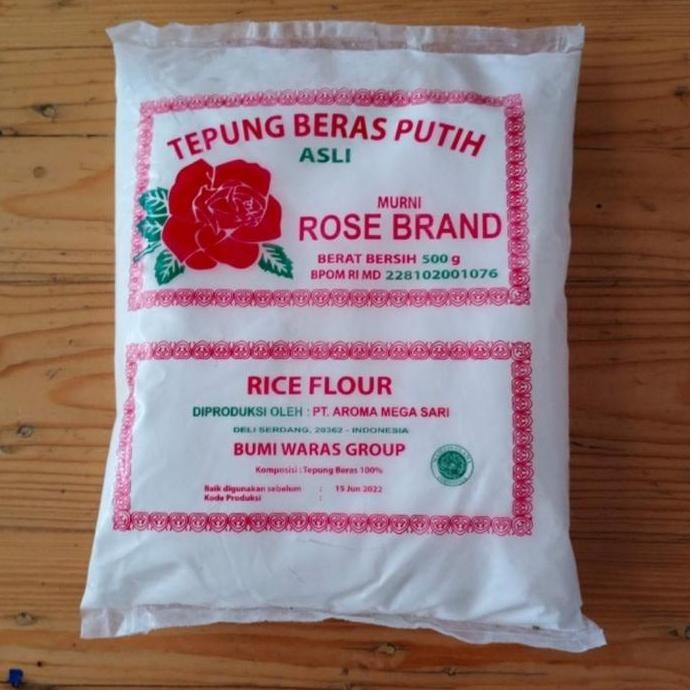 TEPUNG BERAS PUTIH
ASLI
MURNI
ROSE BRAND
BERAT BERSIH 500 g
BPOM RI MD 228102001076
RICE FLOUR
DIPRODUKSI OLEH : PT. AROMA MEGA SARI
DELI SERDANG, 20362 - INDONESIA
BUMI WARAS GROUP
Komposisi : Tepung Beras 100%
Baik digunakan sebelum : 15 Jun 2022
Kode Produksi :